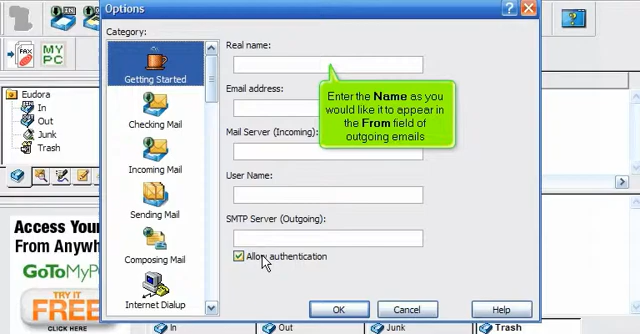 Options
IN
FAX
MY
PC
Category:
Getting Started
Checking Mail
Incoming Mail
Sending Mail
Composing Mail
Internet Dialup
Real name:
Email address:
Mail Server (Incoming):
User Name:
SMTP Server (Outgoing):
Allow authentication
Enter the Name as you
would like it to appear in
the From field of
outgoing emails
OK
Cancel
Help
Eudora
In
Out
Junk
Trash
Access Your
From Anywh
GoToMyPC
TRY IT
FREE
CLICK HERE
In
Out
Junk
Trash